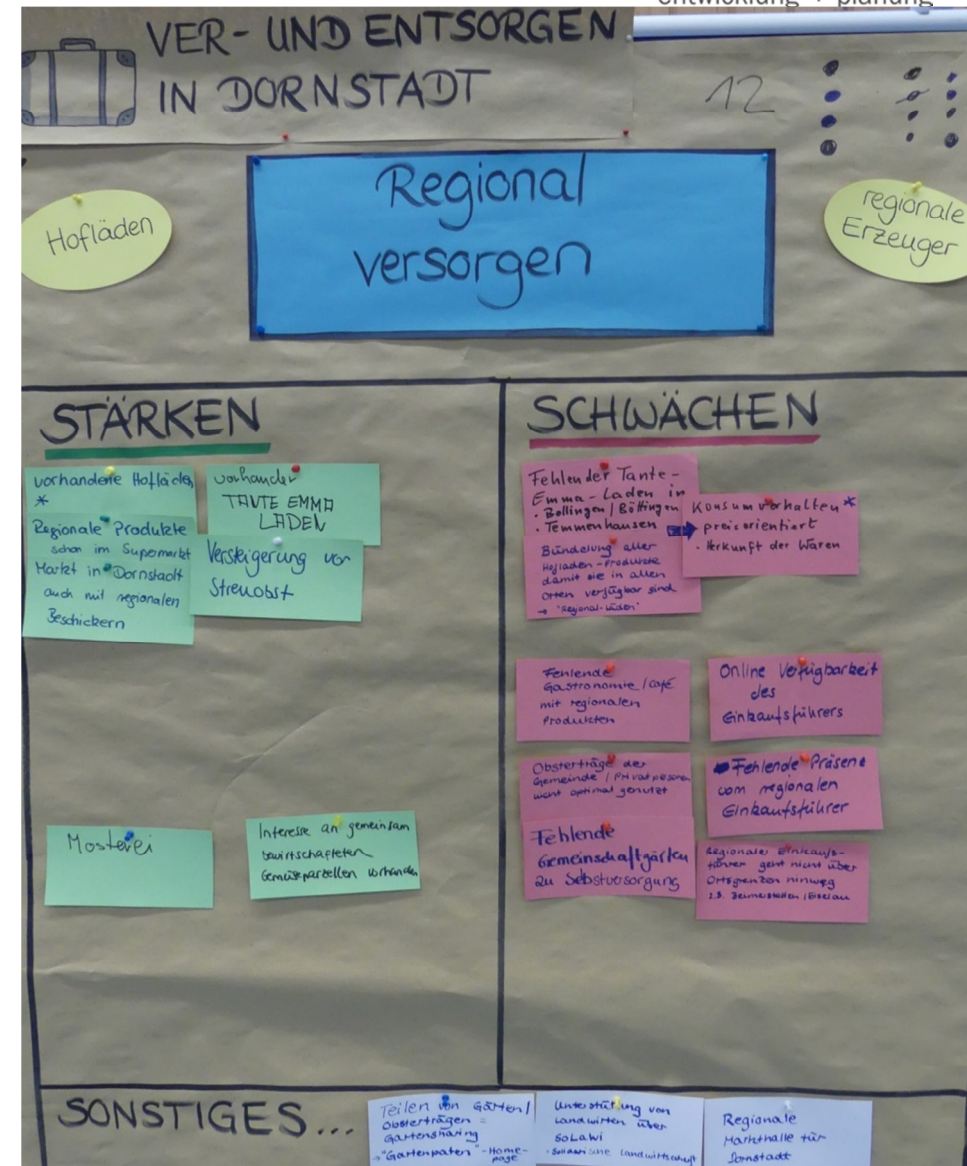 entwicklung + planung
VER- UND ENTSORGEN
IN DORNSTADT
12
Regional
versorgen
Hofläden
regionale
Erzeuger
STÄRKEN
vorhandene Hofläden
*
vorhander
TANTE EMMA
LADEN
Regionale Produkte
schon im Supermarkt
Markt in Dornstadt
auch mit regionalen
Beschickern
Versteigerung von
Streuobst
Mosterei
Interesse an gemeinsam
bewirtschafteten
Gemüseparzellen vorhanden
SCHWÄCHEN
Fehlender Tante-
Emma-Laden in
• Bollingen / Böttingen
• Temmenhausen
Konsumverhalten *
preisorientiert
• Herkunft der Waren
Bündelung aller
Hofladen-Produkte
damit sie in allen
Orten verfügbar sind
→ "Regional-Läden"
Fehlende
Gastronomie / Café
mit regionalen
Produkten
Online Verfügbarkeit
des
Einkaufsführers
Obsterträge der
Gemeinde / Privatpersonen
nicht optimal genutzt
Fehlende Präsenz
vom regionalen
Einkaufsführer
Fehlende
Gemeinschaftgärten
zu Selbstversorgung
Regionaler Einkaufs-
führer geht nicht über
Ortsgrenzen hinweg
z.B. / Eiselau
SONSTIGES...
Teilen von Gärten /
Obsterträgen =
Gartensharing
→ "Gartenpaten" -Home-
page
Unterstützung von
Landwirten über
SoLaWi
• Solidarische Landwirtschaft
Regionale
Markthalle für
Dornstadt